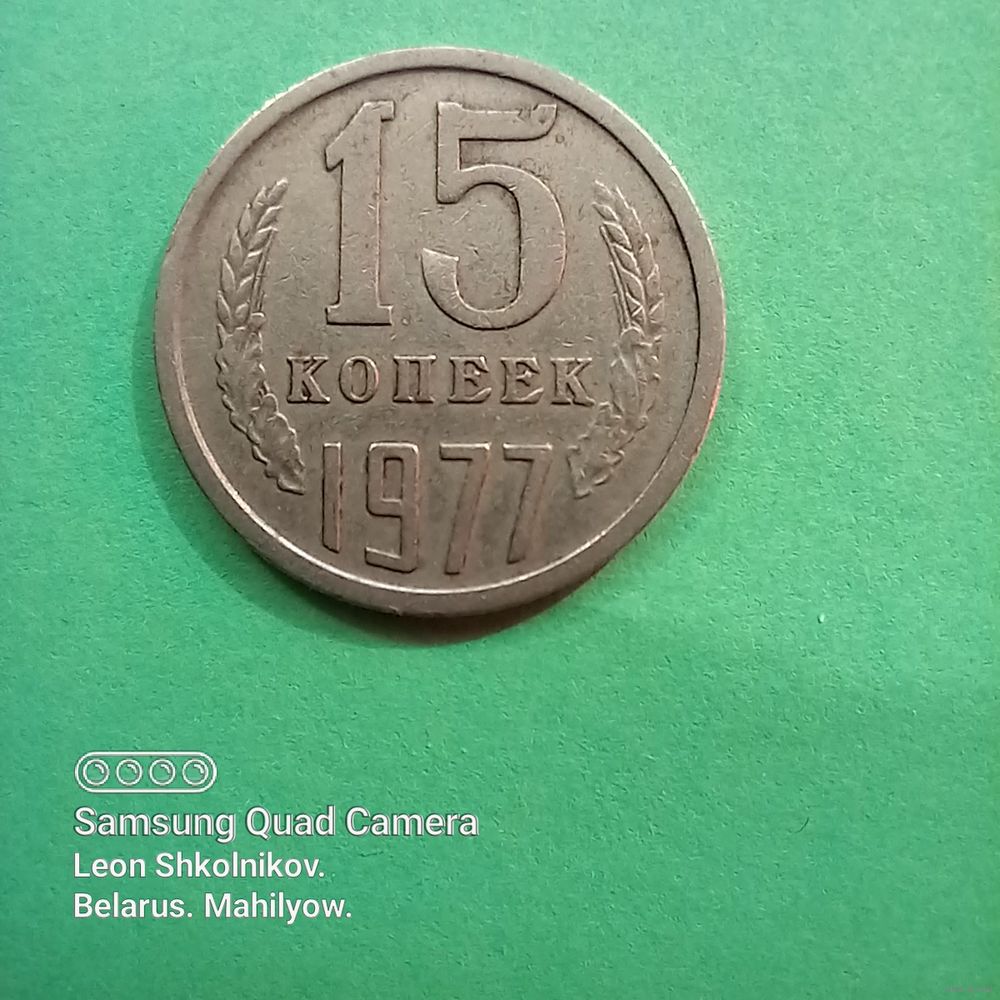 15
КОПЕЕК
1977
Samsung Quad Camera
Leon Shkolnikov.
Belarus. Mahilyow.